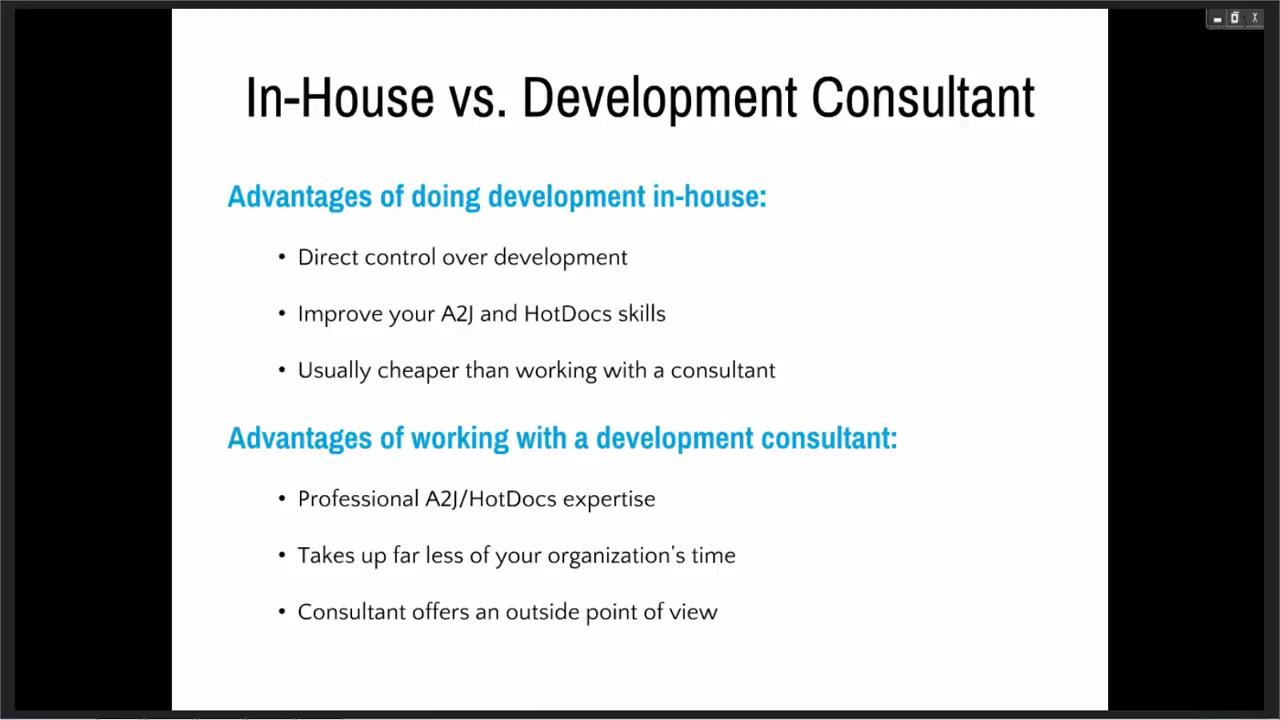 In-House vs. Development Consultant
Advantages of doing development in-house:
• Direct control over development
• Improve your A2J and HotDocs skills
• Usually cheaper than working with a consultant
Advantages of working with a development consultant:
• Professional A2J/HotDocs expertise
• Takes up far less of your organization's time
• Consultant offers an outside point of view